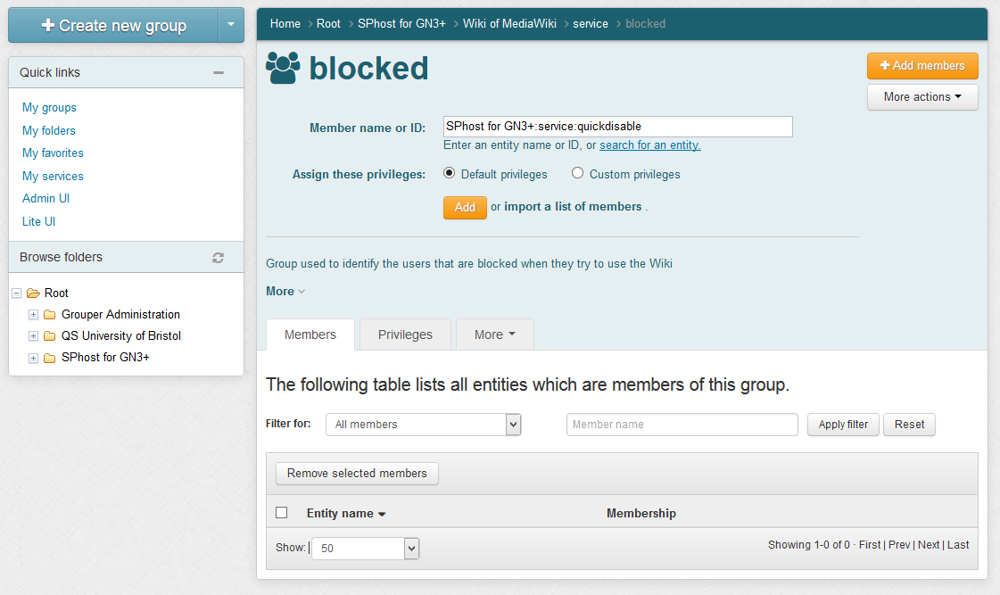 Create new group
Quick links
My groups
My folders
My favorites
My services
Admin UI
Lite UI
Browse folders
Root
Grouper Administration
QS University of Bristol
SPhost for GN3+
Home › Root › SPhost for GN3+ › Wiki of MediaWiki › service › blocked
blocked
Add members
More actions
Member name or ID: SPhost for GN3+:service:quickdisable
Enter an entity name or ID, or search for an entity.
Assign these privileges: Default privileges Custom privileges
Add or import a list of members .
Group used to identify the users that are blocked when they try to use the Wiki
More
Members Privileges More
The following table lists all entities which are members of this group.
Filter for: All members Member name Apply filter Reset
Remove selected members
Entity name Membership
Show: 50 Showing 1-0 of 0 · First | Prev | Next | Last